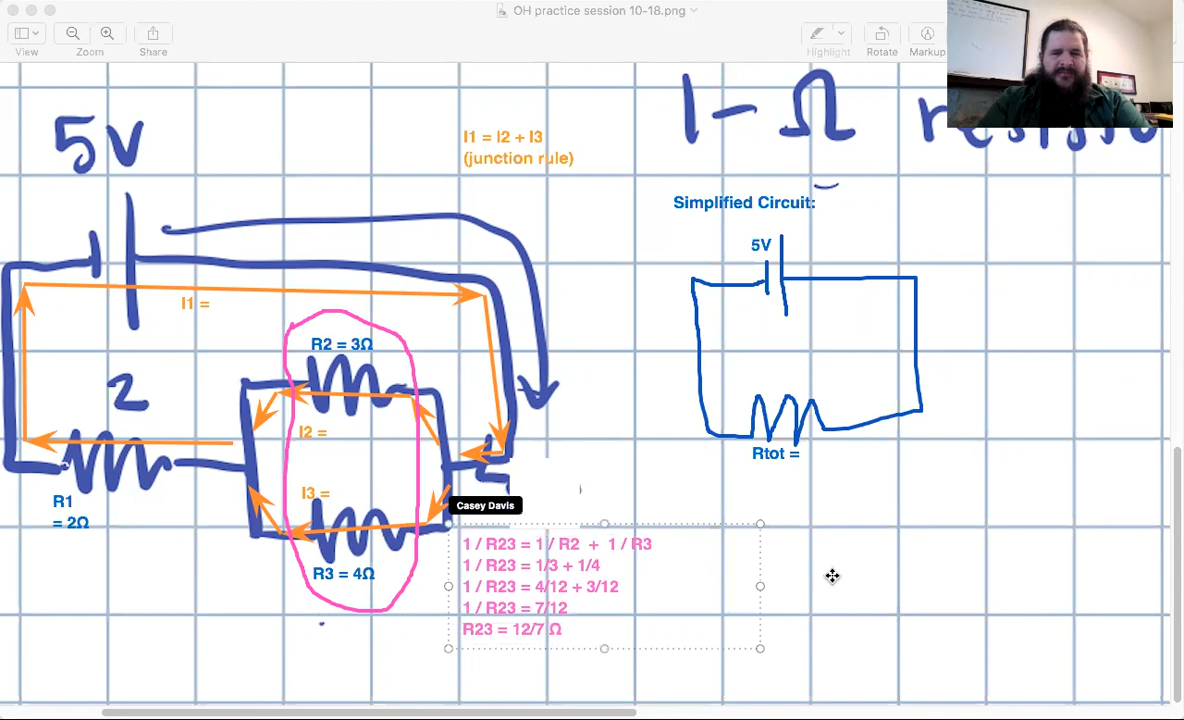 OH practice session 10-18.png
View
Zoom
Share
Highlight
Rotate
Markup
5V
I1 = I2 + I3
(junction rule)
1-Ω
Simplified Circuit:
5V
I1 =
R2 = 3Ω
2
I2 =
Rtot =
I3 =
R1
= 2Ω
Casey Davis
R3 = 4Ω
1 / R23 = 1 / R2 + 1 / R3
1 / R23 = 1/3 + 1/4
1 / R23 = 4/12 + 3/12
1 / R23 = 7/12
R23 = 12/7 Ω